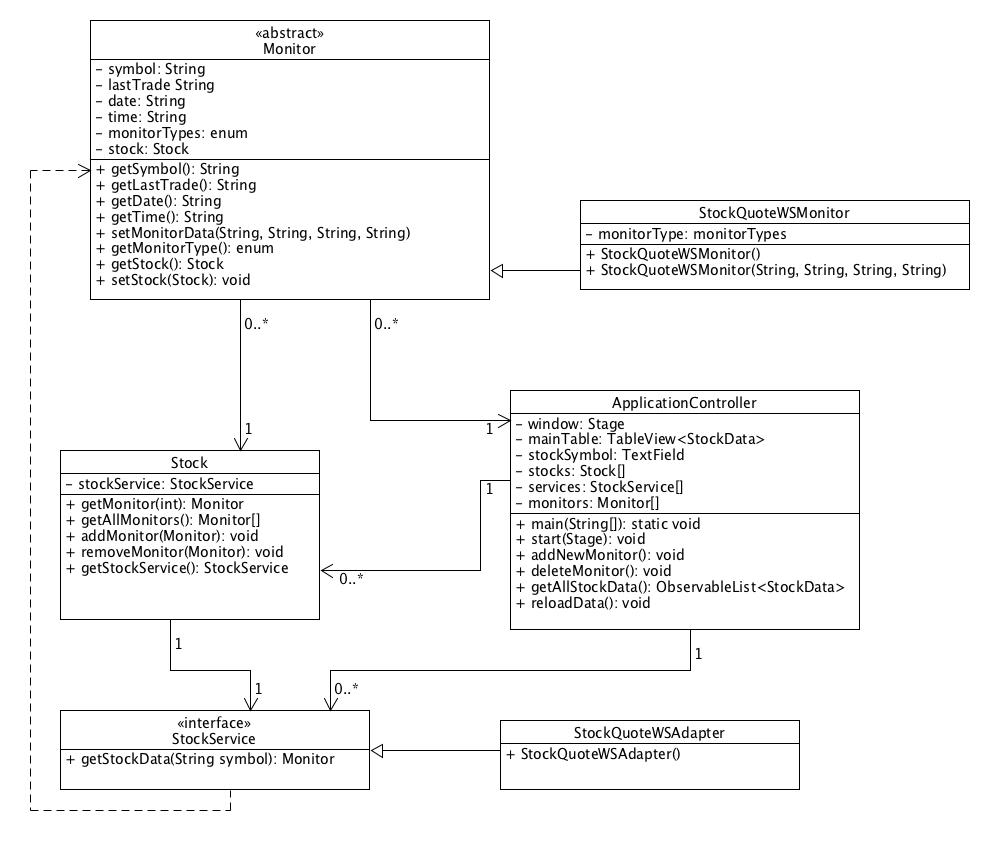 «abstract»
Monitor
- symbol: String
- lastTrade String
- date: String
- time: String
- monitorTypes: enum
- stock: Stock
+ getSymbol(): String
+ getLastTrade(): String
+ getDate(): String
+ getTime(): String
+ setMonitorData(String, String, String, String)
+ getMonitorType(): enum
+ getStock(): Stock
+ setStock(Stock): void
StockQuoteWSMonitor
- monitorType: monitorTypes
+ StockQuoteWSMonitor()
+ StockQuoteWSMonitor(String, String, String, String)
0..*
0..*
1
1
ApplicationController
- window: Stage
- mainTable: TableView<StockData>
- stockSymbol: TextField
- stocks: Stock[]
- services: StockService[]
- monitors: Monitor[]
+ main(String[]): static void
+ start(Stage): void
+ addNewMonitor(): void
+ deleteMonitor(): void
+ getAllStockData(): ObservableList<StockData>
+ reloadData(): void
Stock
- stockService: StockService
+ getMonitor(int): Monitor
+ getAllMonitors(): Monitor[]
+ addMonitor(Monitor): void
+ removeMonitor(Monitor): void
+ getStockService(): StockService
1
0..*
1
1
1
0..*
«interface»
StockService
+ getStockData(String symbol): Monitor
StockQuoteWSAdapter
+ StockQuoteWSAdapter()